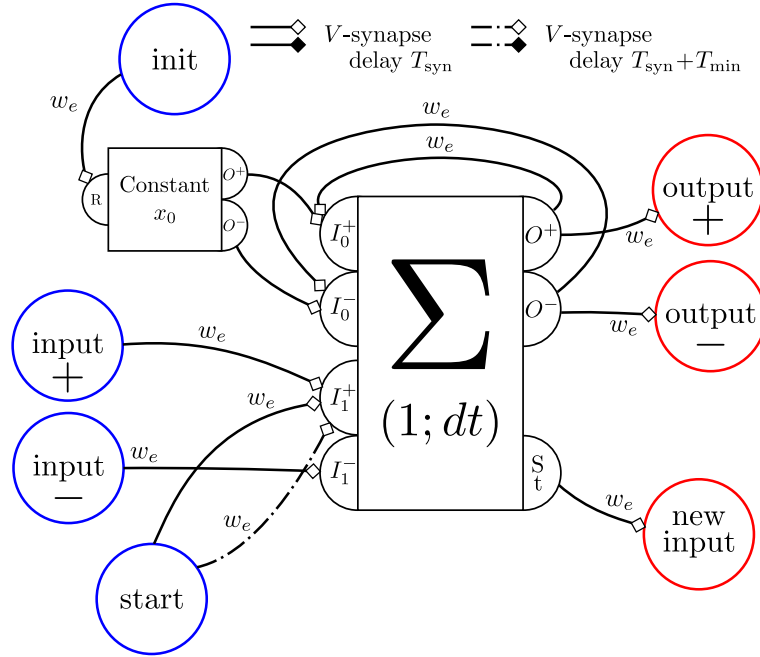 init
V-synapse
delay T_syn
V-synapse
delay T_syn+T_min
w_e
w_e
w_e
R
Constant
x_0
O^+
O^-
I_0^+
I_0^-
I_1^+
I_1^-
∑
(1; dt)
O^+
O^-
S
t
output
+
w_e
output
−
w_e
input
+
w_e
w_e
input
−
w_e
w_e
start
w_e
new
input